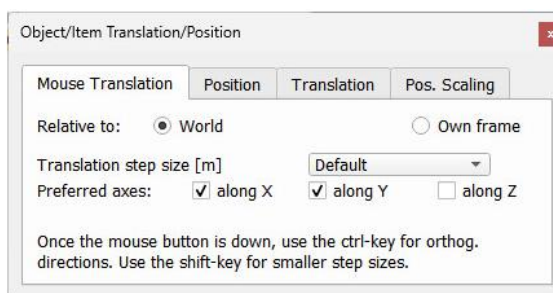 Object/Item Translation/Position
Mouse Translation Position Translation Pos. Scaling
Relative to: World Own frame
Translation step size [m] Default
Preferred axes: along X along Y along Z
Once the mouse button is down, use the ctrl-key for orthog.
directions. Use the shift-key for smaller step sizes.